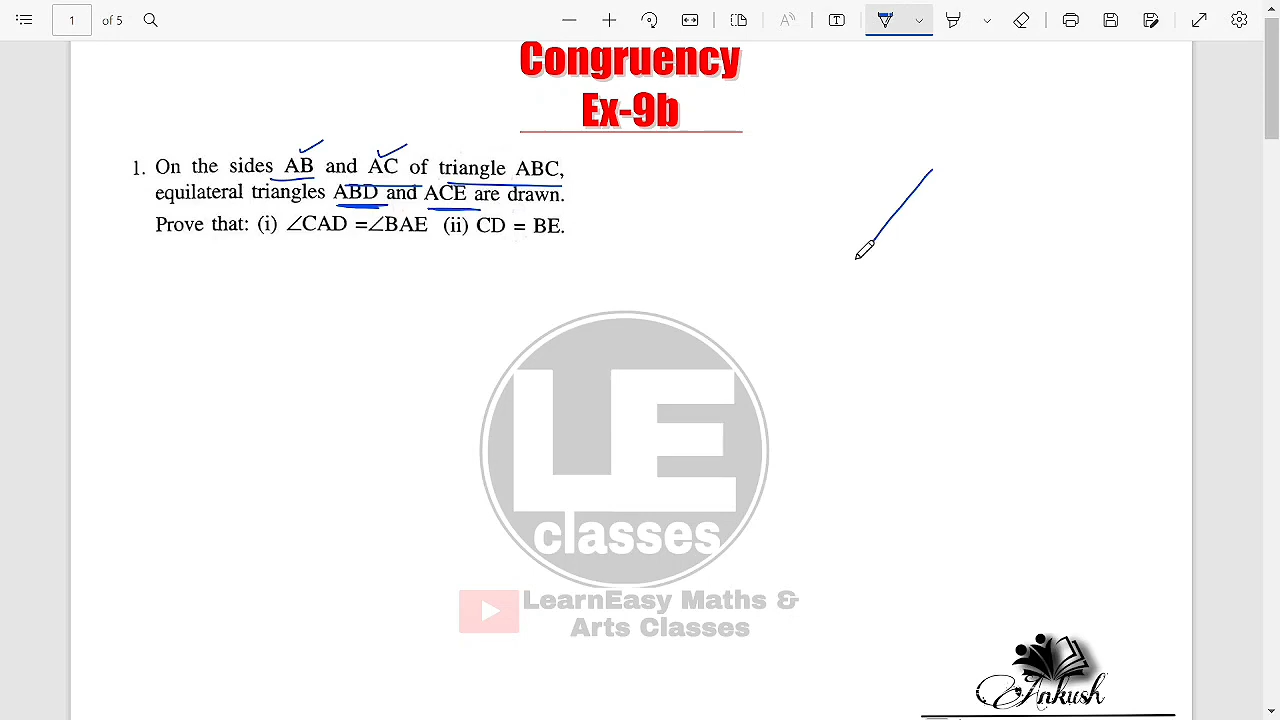 1 of 5
Congruency
Ex-9b
1. On the sides AB and AC of triangle ABC,
equilateral triangles ABD and ACE are drawn.
Prove that: (i) ∠CAD =∠BAE (ii) CD = BE.
LE
classes
LearnEasy Maths &
Arts Classes
Ankush